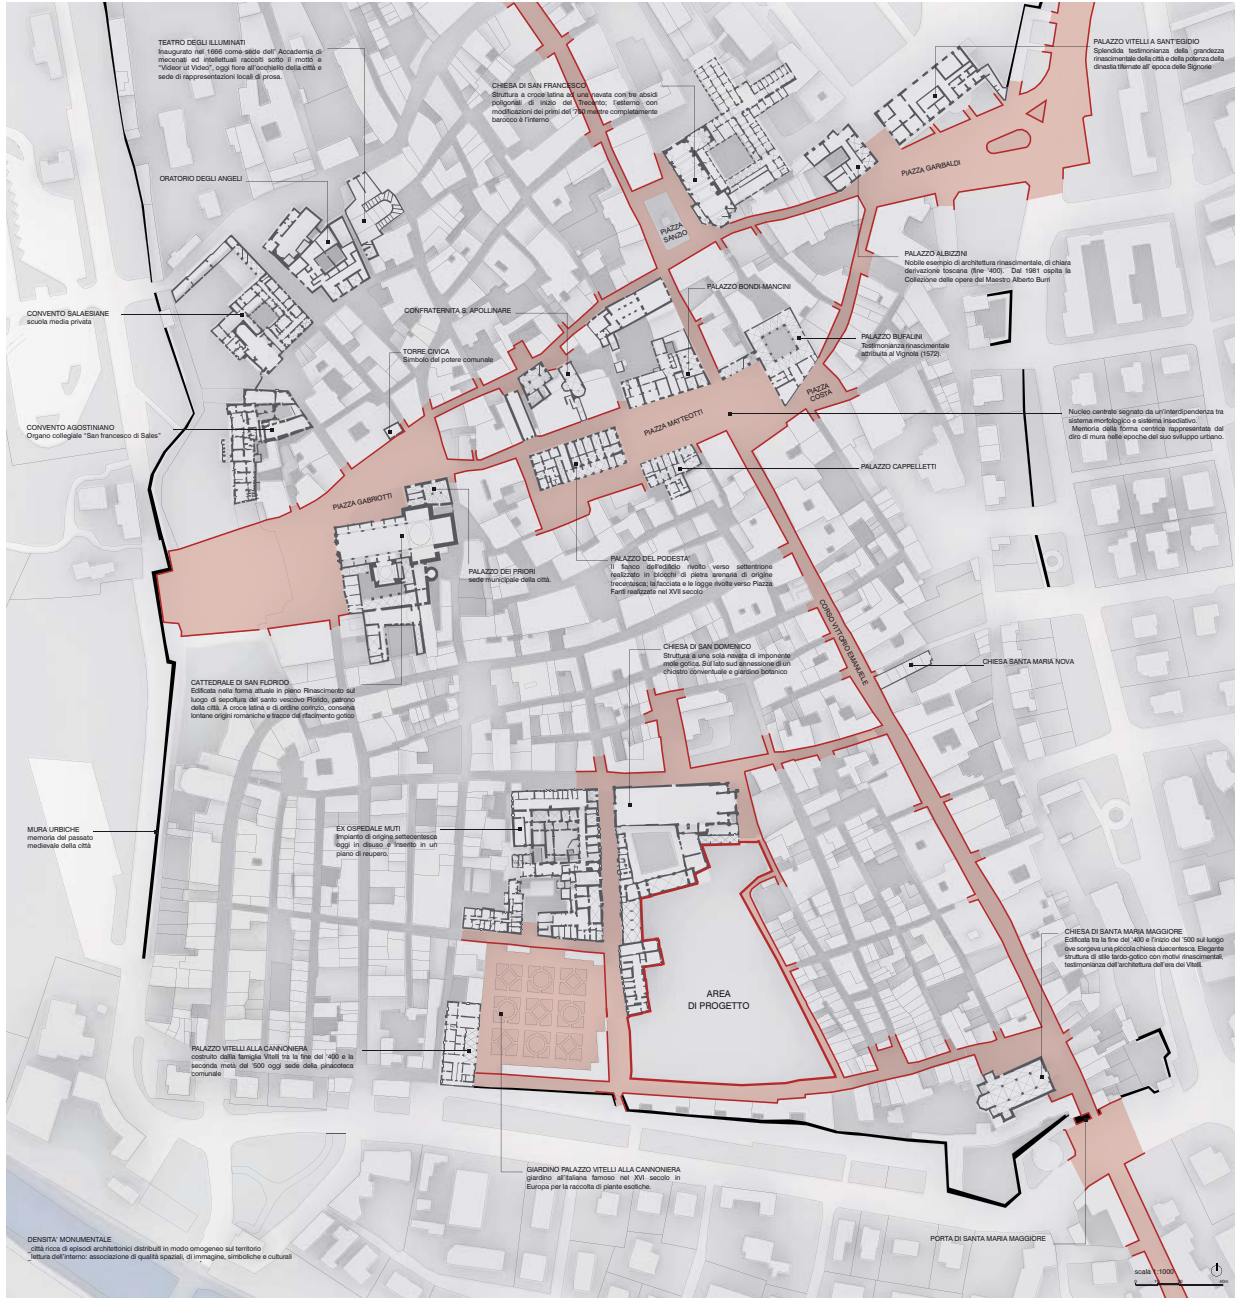 TEATRO DEGLI ILLUMINATI
Inaugurato nel 1666 come sede dell' Accademia di
mecenati ed intellettuali raccolti sotto il motto e
"Videor ut Video", oggi fiore all'occhiello della città e
sede di rappresentazioni locali di prosa.
PALAZZO VITELLI A SANT'EGIDIO
Splendida testimonianza della grandezza
rinascimentale della città e della potenza della
dinastia tifernate all' epoca delle Signorie
CHIESA DI SAN FRANCESCO
Struttura a croce latina ad una navata con tre absidi
poligonali di inizio del Trecento; l'esterno con
modificazioni dei primi del '700 mentre completamente
barocco è l'interno
ORATORIO DEGLI ANGELI
PIAZZA GARIBALDI
PIAZZA
SANZIO
PALAZZO ALBIZZINI
Nobile esempio di architettura rinascimentale, di chiara
derivazione toscana (fine '400). Dal 1981 ospita la
Collezione delle opere del Maestro Alberto Burri
PALAZZO BONDI-MANCINI
CONVENTO SALAESIANE
scuola media privata
CONFRATERNITA S. APOLLINARE
PALAZZO BUFALINI
Testimonianza rinascimentale
attribuita al Vignola (1572).
TORRE CIVICA
Simbolo del potere comunale
PIAZZA
COSTA
PIAZZA MATTEOTTI
Nucleo centrale segnato da un'interdipendenza tra
sistema morfologico e sistema insediativo.
Memoria della forma centrica rappresentata dal
diro di mura nelle epoche del suo sviluppo urbano.
CONVENTO AGOSTINIANO
Organo collegiale "San francesco di Sales"
PALAZZO CAPPELLETTI
PIAZZA GABRIOTTI
PALAZZO DEI PRIORI
sede municipale della città.
PALAZZO DEL PODESTA'
Il fianco dell'edificio rivolto verso settentrione
realizzato in blocchi di pietra arenaria di origine
trecentesca; la facciata e le logge rivolte verso Piazza
Fanti realizzate nel XVII secolo
CORSO VITTORIO EMANUELE
CHIESA DI SAN DOMENICO
Struttura a una sola navata di imponente
mole gotica. Sul lato sud annessione di un
chiostro conventuale e giardino botanico
CHIESA SANTA MARIA NOVA
CATTEDRALE DI SAN FLORIDO
Edificata nella forma attuale in pieno Rinascimento sul
luogo di sepoltura del santo vescovo Florido, patrono
della città. A croce latina e di ordine corinzio, conserva
lontane origini romaniche e tracce del rifacimento gotico
MURA URBICHE
memoria del passato
medievale della città
EX OSPEDALE MUTI
Impianto di origine settecentesca
oggi in disuso e inserito in un
piano di reupero.
CHIESA DI SANTA MARIA MAGGIORE
Edificata tra la fine del '400 e l'inizio del '500 sul luogo
ove sorgeva una piccola chiesa duecentesca. Elegante
struttura di stile tardo-gotico con motivi rinascimentali,
testimonianza dell'architettura dell'era dei Vitelli.
AREA
DI PROGETTO
PALAZZO VITELLI ALLA CANNONIERA
costruito dallla famiglia Vitelli tra la fine del '400 e la
seconda metà del '500 oggi sede della pinacoteca
comunale
GIARDINO PALAZZO VITELLI ALLA CANNONIERA
giardino all'italiana famoso nel XVI secolo in
Europa per la raccolta di piante esotiche.
DENSITA' MONUMENTALE
_città ricca di episodi architettonici distribuiti in modo omogeneo sul territorio
_lettura dell'interno: associazione di qualità spaziali, di immagine, simboliche e culturali
PORTA DI SANTA MARIA MAGGIORE
scala 1:1000